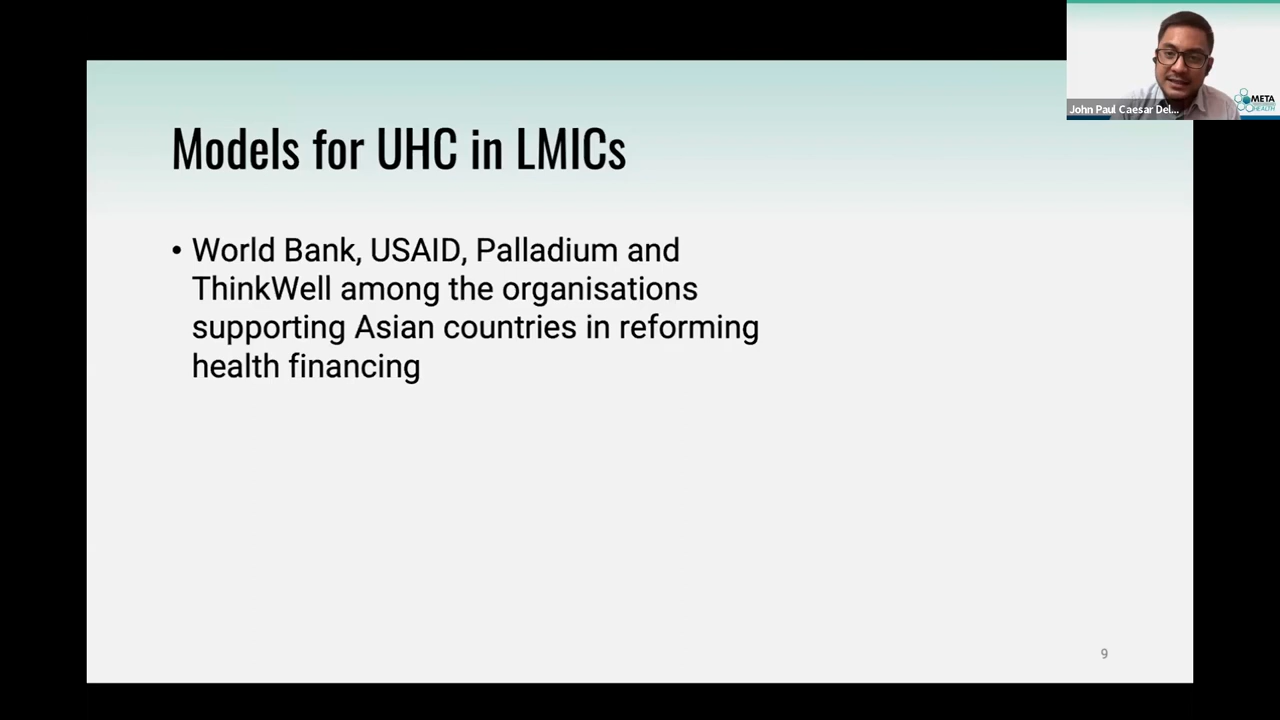 META
HEALTH
John Paul Caesar Del...
Models for UHC in LMICs
• World Bank, USAID, Palladium and
ThinkWell among the organisations
supporting Asian countries in reforming
health financing
9